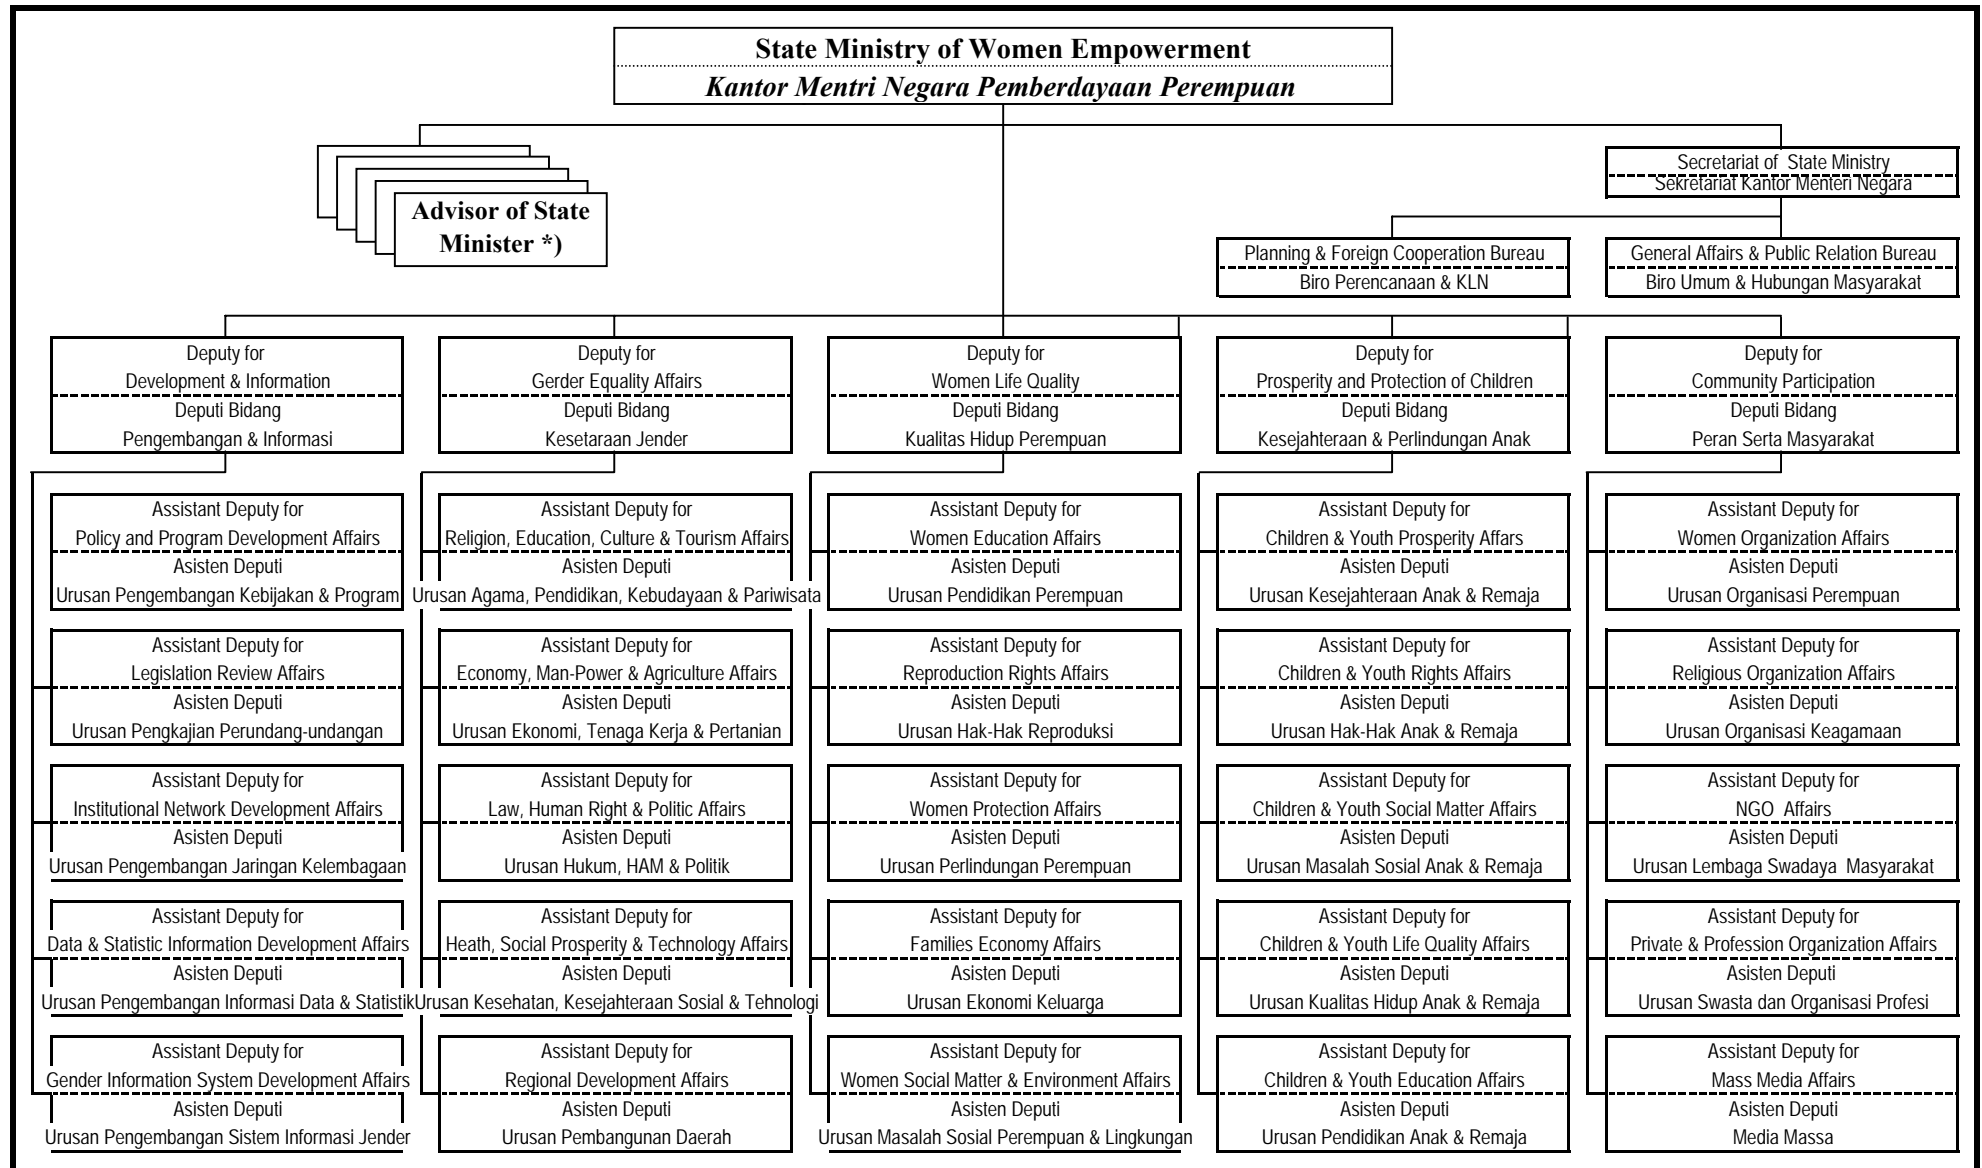 State Ministry of Women Empowerment
Kantor Mentri Negara Pemberdayaan Perempuan
Advisor of State
Minister *)
Secretariat of State Ministry
Sekretariat Kantor Menteri Negara
Planning & Foreign Cooperation Bureau
Biro Perencanaan & KLN
General Affairs & Public Relation Bureau
Biro Umum & Hubungan Masyarakat
Deputy for
Development & Information
Deputi Bidang
Pengembangan & Informasi
Deputy for
Gerder Equality Affairs
Deputi Bidang
Kesetaraan Jender
Deputy for
Women Life Quality
Deputi Bidang
Kualitas Hidup Perempuan
Deputy for
Prosperity and Protection of Children
Deputi Bidang
Kesejahteraan & Perlindungan Anak
Deputy for
Community Participation
Deputi Bidang
Peran Serta Masyarakat
Assistant Deputy for
Policy and Program Development Affairs
Asisten Deputi
Urusan Pengembangan Kebijakan & Program
Assistant Deputy for
Religion, Education, Culture & Tourism Affairs
Asisten Deputi
Urusan Agama, Pendidikan, Kebudayaan & Pariwisata
Assistant Deputy for
Women Education Affairs
Asisten Deputi
Urusan Pendidikan Perempuan
Assistant Deputy for
Children & Youth Prosperity Affars
Asisten Deputi
Urusan Kesejahteraan Anak & Remaja
Assistant Deputy for
Women Organization Affairs
Asisten Deputi
Urusan Organisasi Perempuan
Assistant Deputy for
Legislation Review Affairs
Asisten Deputi
Urusan Pengkajian Perundang-undangan
Assistant Deputy for
Economy, Man-Power & Agriculture Affairs
Asisten Deputi
Urusan Ekonomi, Tenaga Kerja & Pertanian
Assistant Deputy for
Reproduction Rights Affairs
Asisten Deputi
Urusan Hak-Hak Reproduksi
Assistant Deputy for
Children & Youth Rights Affairs
Asisten Deputi
Urusan Hak-Hak Anak & Remaja
Assistant Deputy for
Religious Organization Affairs
Asisten Deputi
Urusan Organisasi Keagamaan
Assistant Deputy for
Institutional Network Development Affairs
Asisten Deputi
Urusan Pengembangan Jaringan Kelembagaan
Assistant Deputy for
Law, Human Right & Politic Affairs
Asisten Deputi
Urusan Hukum, HAM & Politik
Assistant Deputy for
Women Protection Affairs
Asisten Deputi
Urusan Perlindungan Perempuan
Assistant Deputy for
Children & Youth Social Matter Affairs
Asisten Deputi
Urusan Masalah Sosial Anak & Remaja
Assistant Deputy for
NGO Affairs
Asisten Deputi
Urusan Lembaga Swadaya Masyarakat
Assistant Deputy for
Data & Statistic Information Development Affairs
Asisten Deputi
Urusan Pengembangan Informasi Data & Statistik
Assistant Deputy for
Heath, Social Prosperity & Technology Affairs
Asisten Deputi
Urusan Kesehatan, Kesejahteraan Sosial & Tehnologi
Assistant Deputy for
Families Economy Affairs
Asisten Deputi
Urusan Ekonomi Keluarga
Assistant Deputy for
Children & Youth Life Quality Affairs
Asisten Deputi
Urusan Kualitas Hidup Anak & Remaja
Assistant Deputy for
Private & Profession Organization Affairs
Asisten Deputi
Urusan Swasta dan Organisasi Profesi
Assistant Deputy for
Gender Information System Development Affairs
Asisten Deputi
Urusan Pengembangan Sistem Informasi Jender
Assistant Deputy for
Regional Development Affairs
Asisten Deputi
Urusan Pembangunan Daerah
Assistant Deputy for
Women Social Matter & Environment Affairs
Asisten Deputi
Urusan Masalah Sosial Perempuan & Lingkungan
Assistant Deputy for
Children & Youth Education Affairs
Asisten Deputi
Urusan Pendidikan Anak & Remaja
Assistant Deputy for
Mass Media Affairs
Asisten Deputi
Media Massa